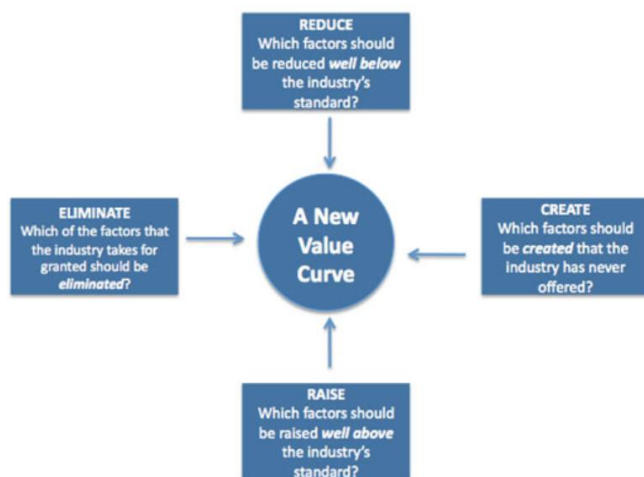 REDUCE
Which factors should
be reduced well below
the industry's
standard?
ELIMINATE
Which of the factors that
the industry takes for
granted should be
eliminated?
A New
Value
Curve
CREATE
Which factors should
be created that the
industry has never
offered?
RAISE
Which factors should
be raised well above
the industry's
standard?